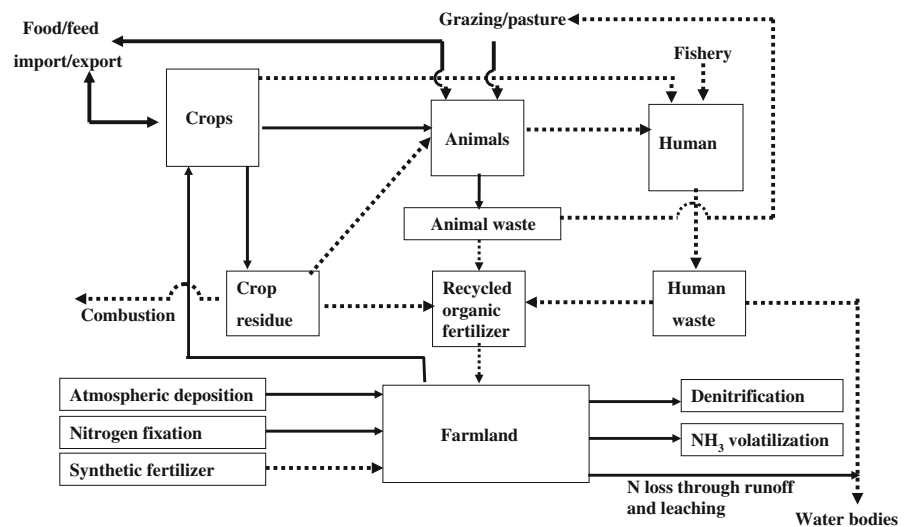 Food/feed
import/export
Grazing/pasture
Fishery
Crops
Animals
Human
Animal waste
Combustion
Crop
residue
Recycled
organic
fertilizer
Human
waste
Atmospheric deposition
Nitrogen fixation
Synthetic fertilizer
Farmland
Denitrification
NH₃ volatilization
N loss through runoff
and leaching
Water bodies